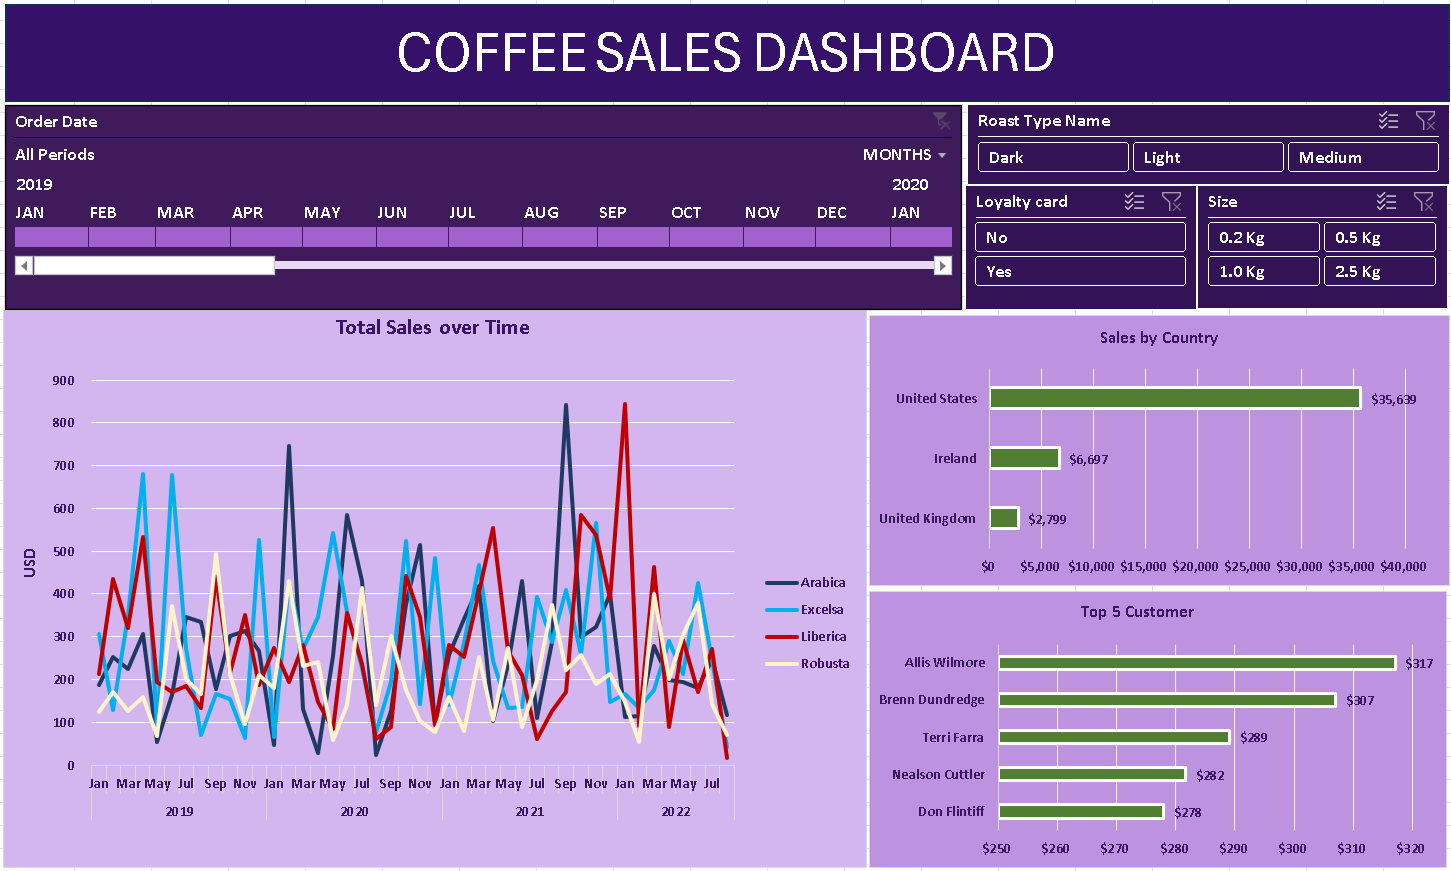 COFFEE SALES DASHBOARD
Order Date
All Periods
MONTHS
2019 2020
JAN FEB MAR APR MAY JUN JUL AUG SEP OCT NOV DEC JAN
Roast Type Name
Dark Light Medium
Loyalty card
No
Yes
Size
0.2 Kg 0.5 Kg
1.0 Kg 2.5 Kg
Total Sales over Time
USD
900
800
700
600
500
400
300
200
100
0
Jan Mar May Jul Sep Nov Jan Mar May Jul Sep Nov Jan Mar May Jul Sep Nov Jan Mar May Jul
2019 2020 2021 2022
Arabica
Excelsa
Liberica
Robusta
Sales by Country
United States $35,639
Ireland $6,697
United Kingdom $2,799
$0 $5,000 $10,000 $15,000 $20,000 $25,000 $30,000 $35,000 $40,000
Top 5 Customer
Allis Wilmore $317
Brenn Dundredge $307
Terri Farra $289
Nealson Cuttler $282
Don Flintiff $278
$250 $260 $270 $280 $290 $300 $310 $320